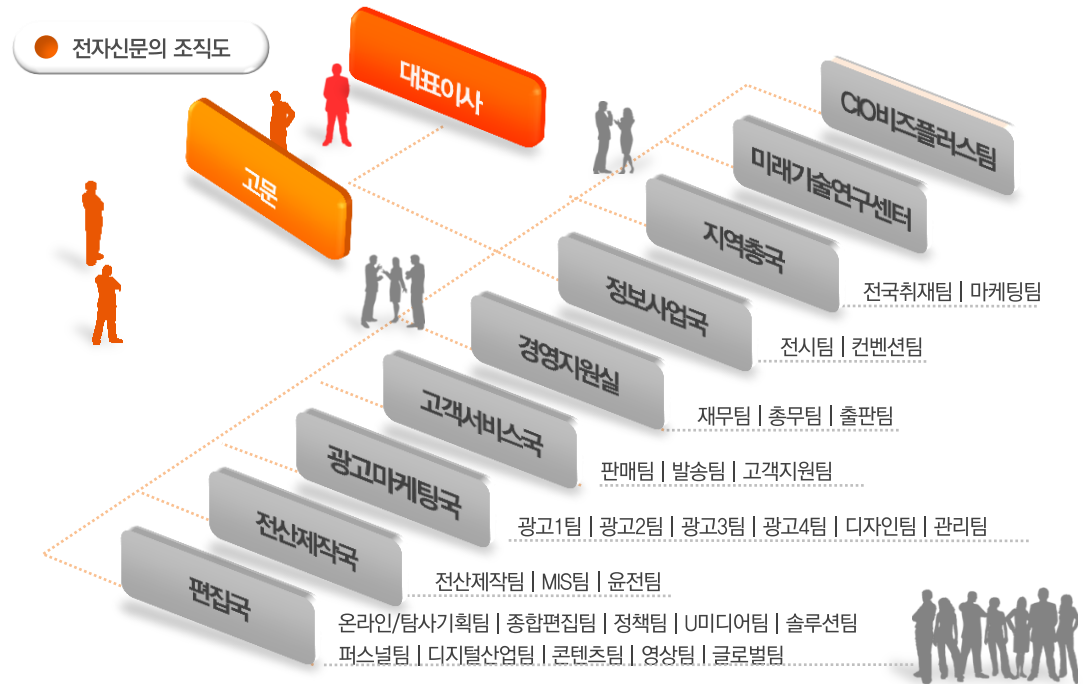 전자신문의 조직도
대표이사
고문
CIO비즈플러스팀
미래기술연구센터
지역총국
전국취재팀 | 마케팅팀
정보사업국
전시팀 | 컨벤션팀
경영지원실
재무팀 | 총무팀 | 출판팀
고객서비스국
판매팀 | 발송팀 | 고객지원팀
광고마케팅국
광고1팀 | 광고2팀 | 광고3팀 | 광고4팀 | 디자인팀 | 관리팀
전산제작국
전산제작팀 | MIS팀 | 윤전팀
편집국
온라인/탐사기획팀 | 종합편집팀 | 정책팀 | U미디어팀 | 솔루션팀
퍼스널팀 | 디지털산업팀 | 콘텐츠팀 | 영상팀 | 글로벌팀